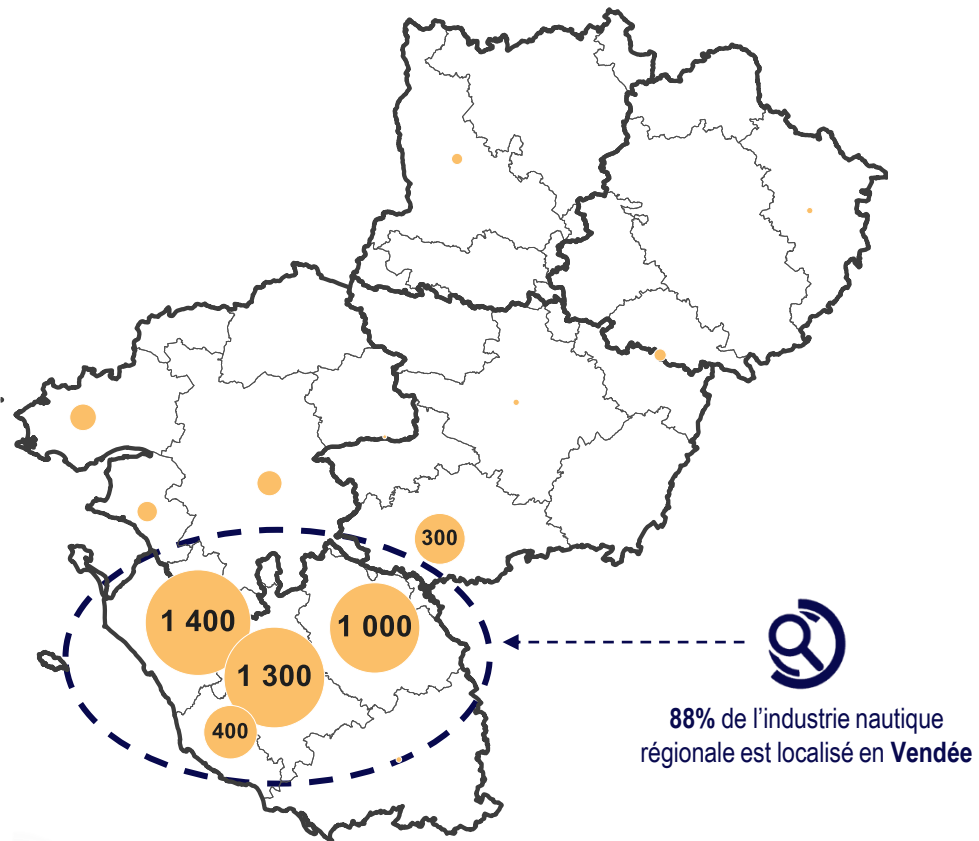 300
1 400
1 000
1 300
400
88% de l’industrie nautique
régionale est localisé en Vendée